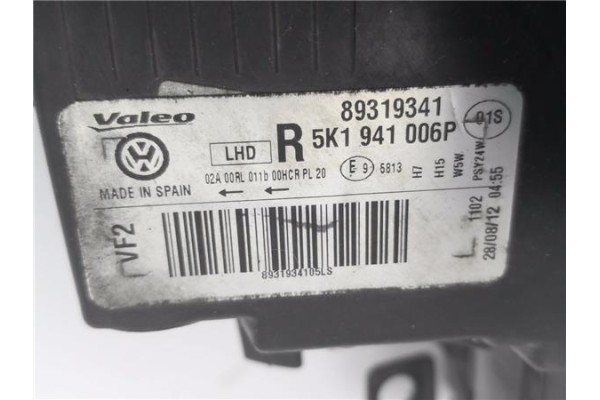 Valeo
89319341
01S
LHD
R 5K1 941 006P
02A 00RL 011b 00HCR PL 20
E 9 5813
H7
H15
W5W
PSY24W
MADE IN SPAIN
VF2
L 1102
28/08/12 04:55
8931934105LS